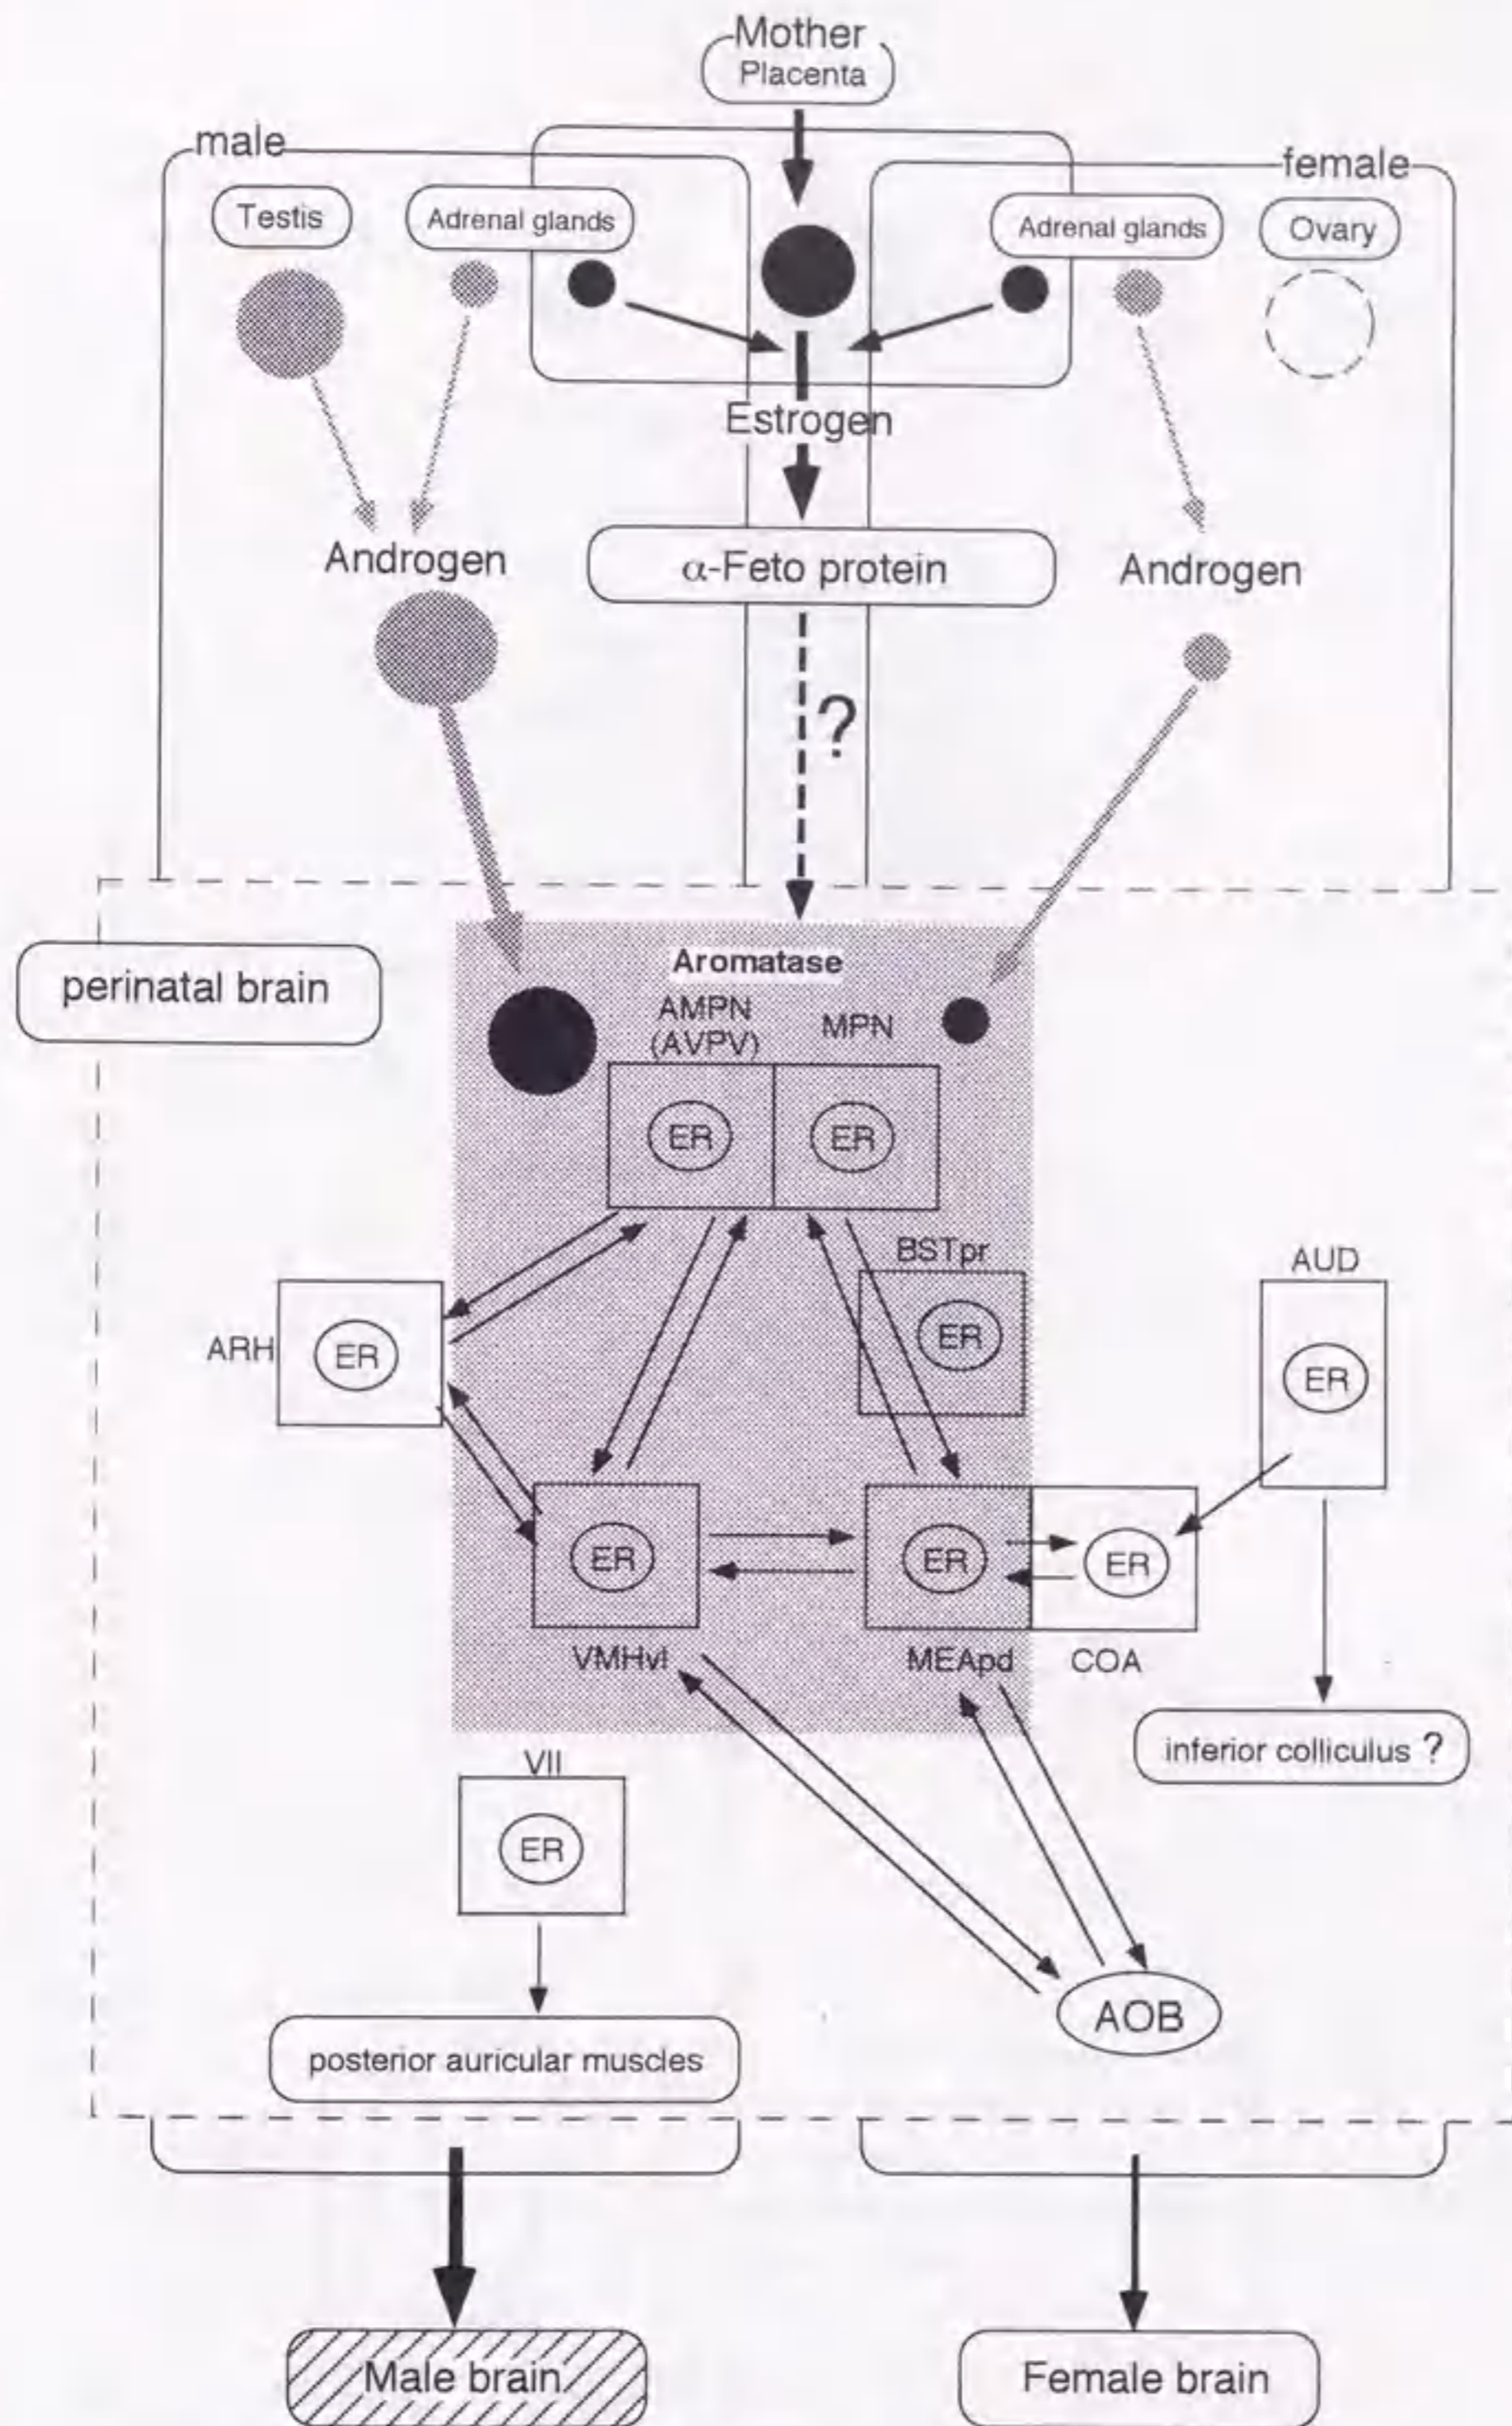 Mother
Placenta
male
female
Testis
Adrenal glands
Adrenal glands
Ovary
Estrogen
Androgen
α-Feto protein
Androgen
?
perinatal brain
Aromatase
AMPN
(AVPV)
MPN
ER
ER
BSTpr
AUD
ARH
ER
ER
ER
ER
ER
ER
VMHvl
MEApd
COA
inferior colliculus ?
VII
ER
AOB
posterior auricular muscles
Male brain
Female brain